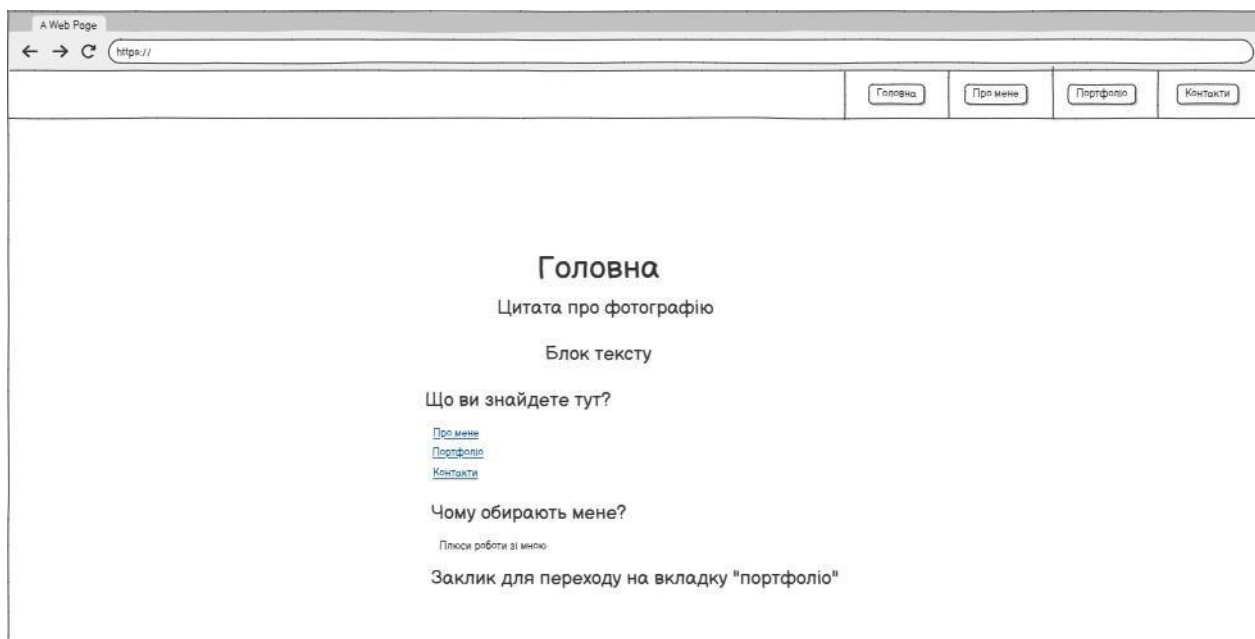 A Web Page
https://
Головна Про мене Портфоліо Контакти
Головна
Цитата про фотографію
Блок тексту
Що ви знайдете тут?
Про мене
Портфоліо
Контакти
Чому обирають мене?
Плюси роботи зі мною
Заклик для переходу на вкладку "портфоліо"